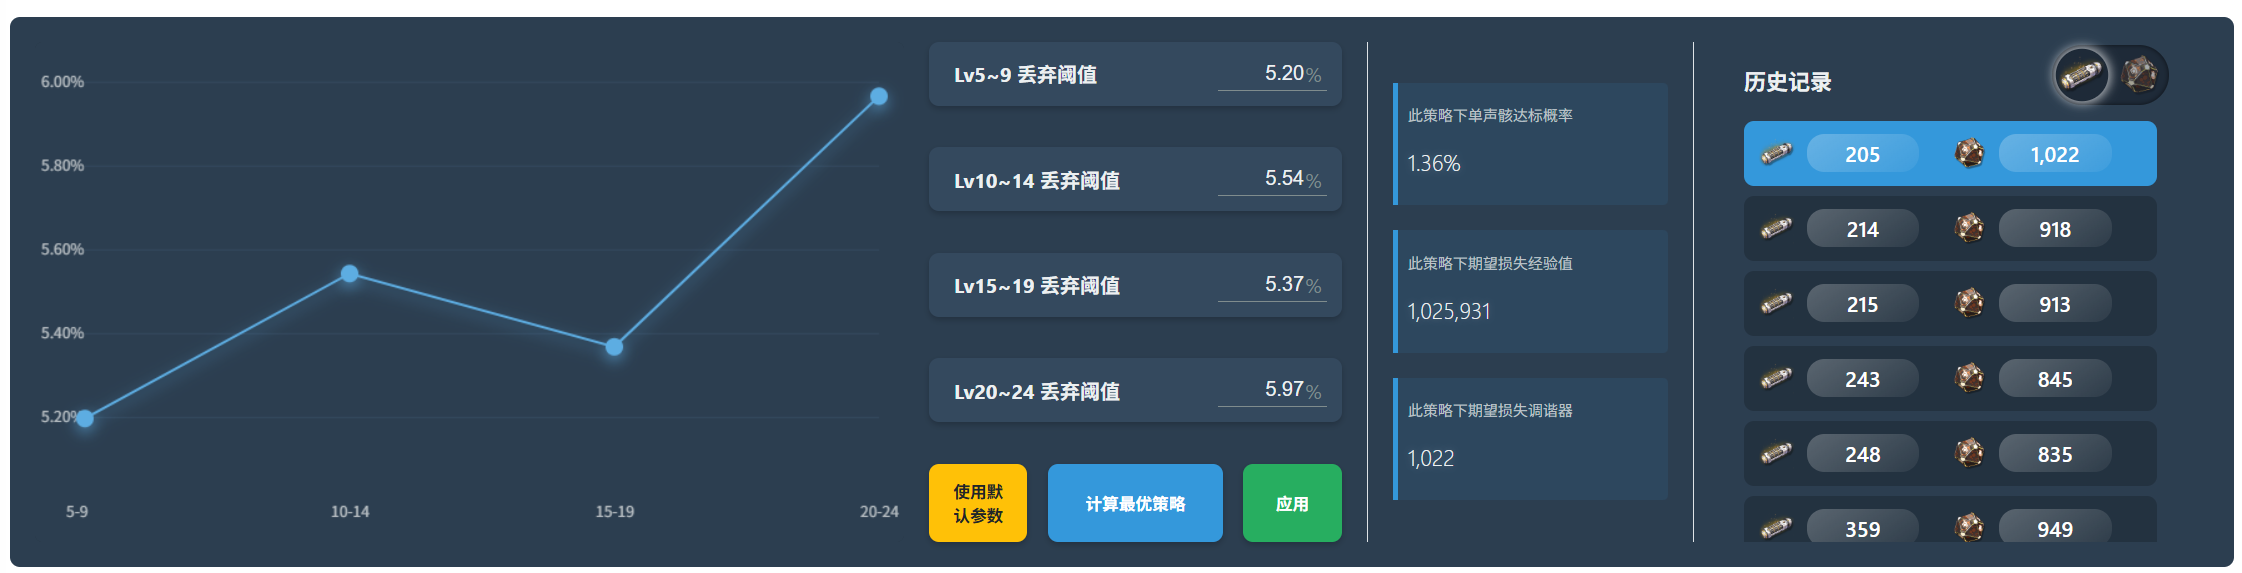 6.00%
5.80%
5.60%
5.40%
5.20%
5-9
10-14
15-19
20-24
Lv5~9 丢弃阈值
5.20%
Lv10~14 丢弃阈值
5.54%
Lv15~19 丢弃阈值
5.37%
Lv20~24 丢弃阈值
5.97%
使用默
认参数
计算最优策略
应用
此策略下单声骸达标概率
1.36%
此策略下期望损失经验值
1,025,931
此策略下期望损失调谐器
1,022
历史记录
205 1,022
214 918
215 913
243 845
248 835
359 949